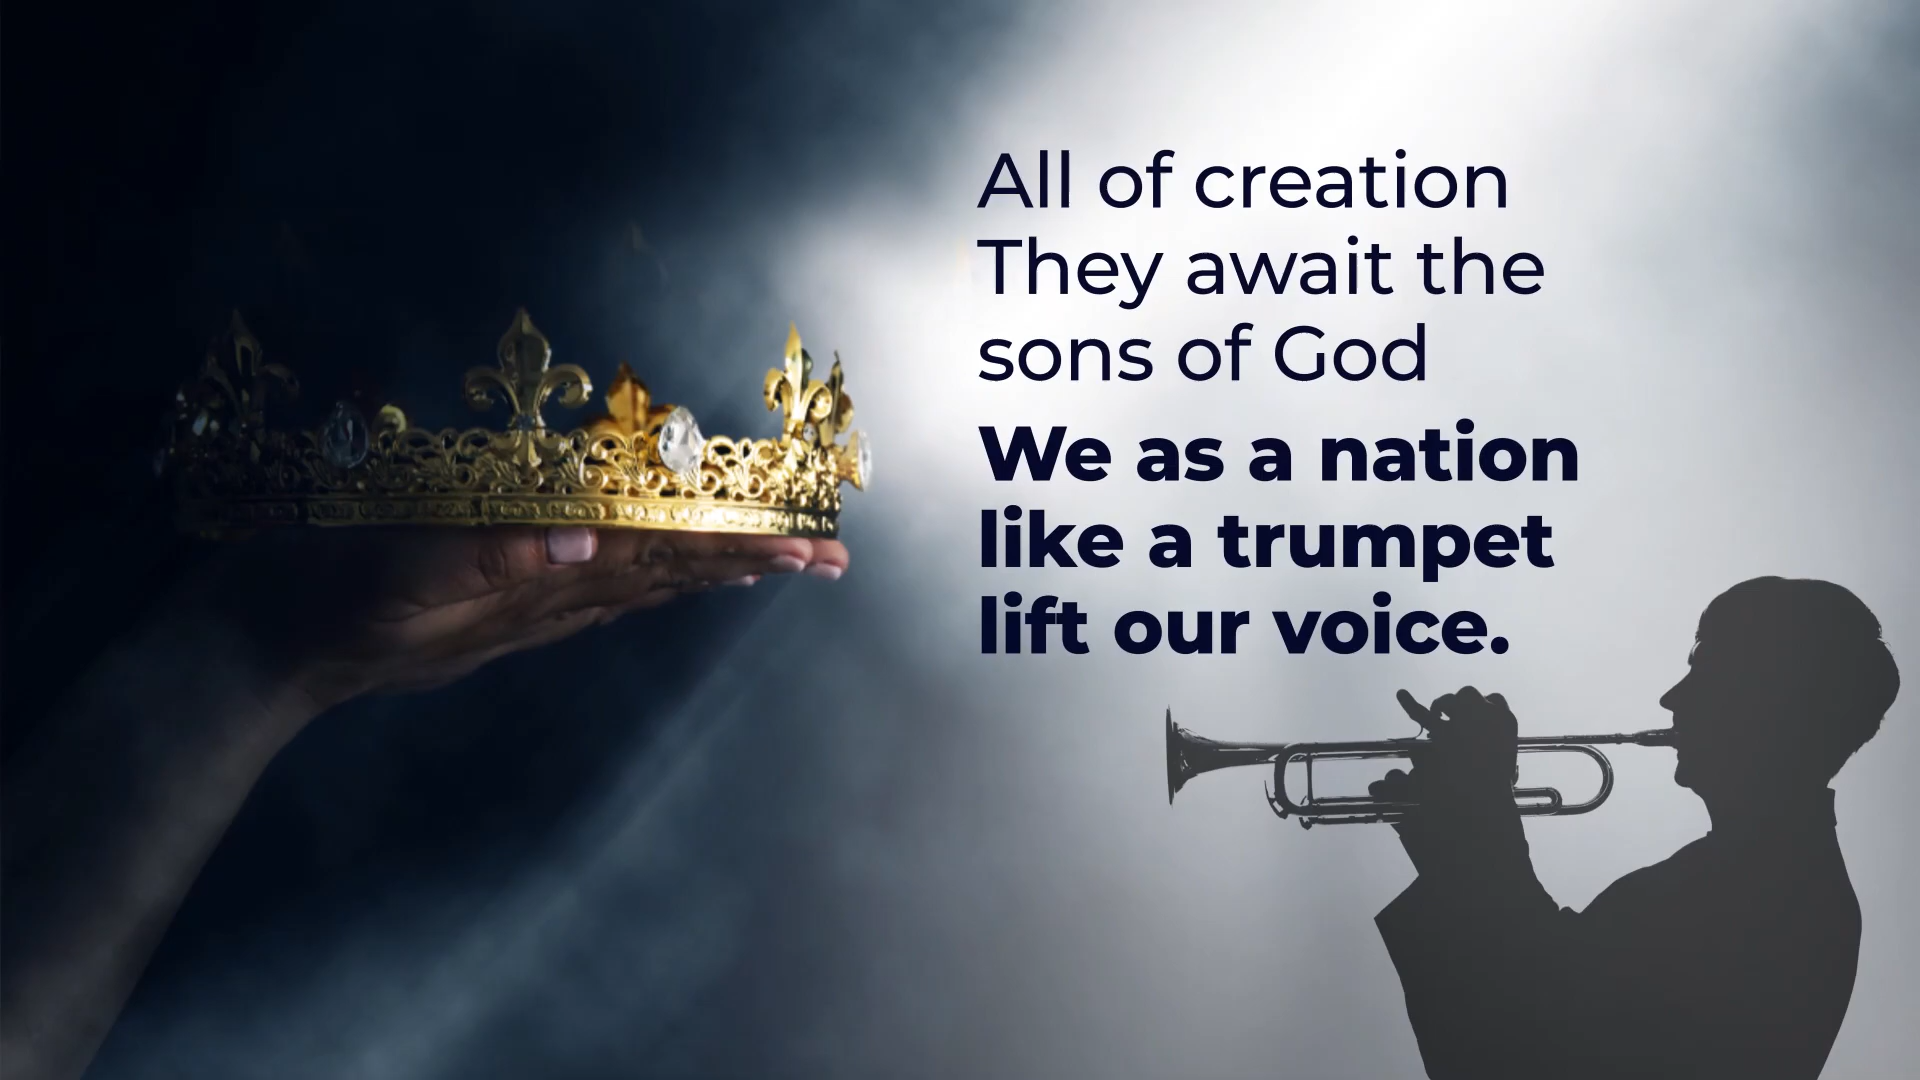 All of creation
They await the
sons of God
We as a nation
like a trumpet
lift our voice.